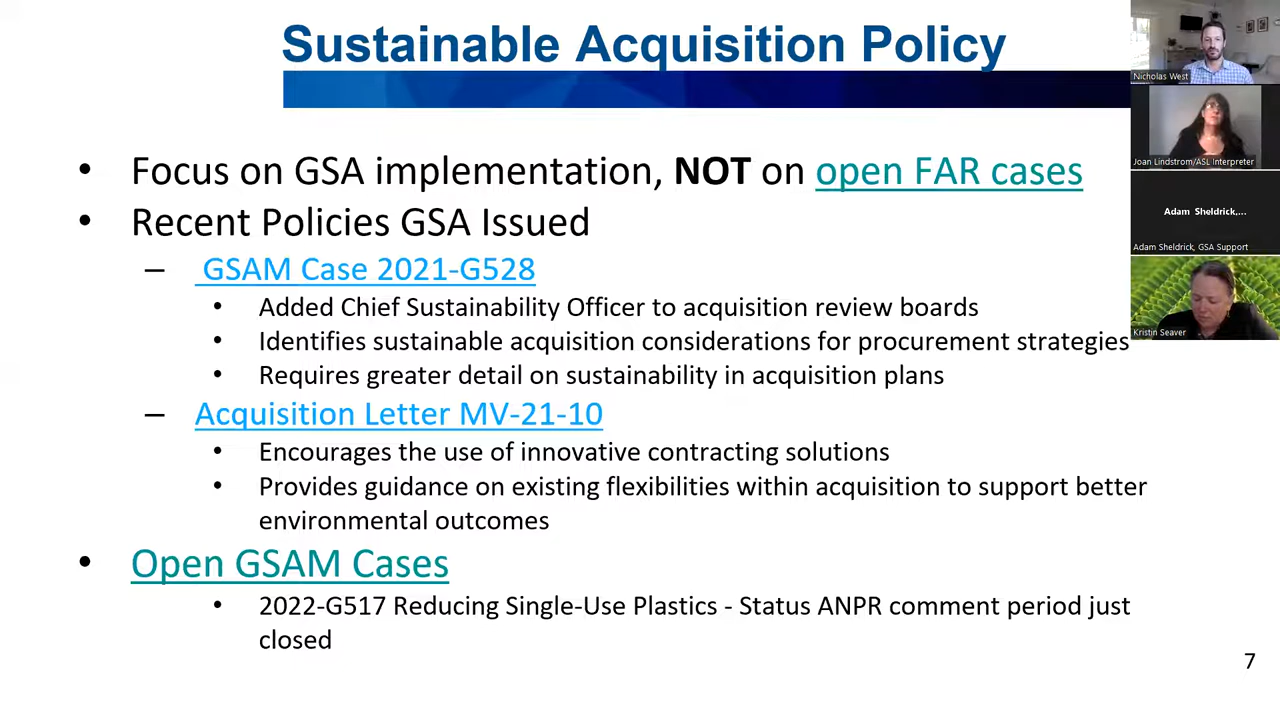 Sustainable Acquisition Policy
• Focus on GSA implementation, NOT on open FAR cases
• Recent Policies GSA Issued
– GSAM Case 2021-G528
• Added Chief Sustainability Officer to acquisition review boards
• Identifies sustainable acquisition considerations for procurement strategies
• Requires greater detail on sustainability in acquisition plans
– Acquisition Letter MV-21-10
• Encourages the use of innovative contracting solutions
• Provides guidance on existing flexibilities within acquisition to support better
environmental outcomes
• Open GSAM Cases
• 2022-G517 Reducing Single-Use Plastics - Status ANPR comment period just
closed
7
Nicholas West
Joan Lindstrom/ASL Interpreter
Adam Sheldrick,...
Adam Sheldrick, GSA Support
Kristin Seaver